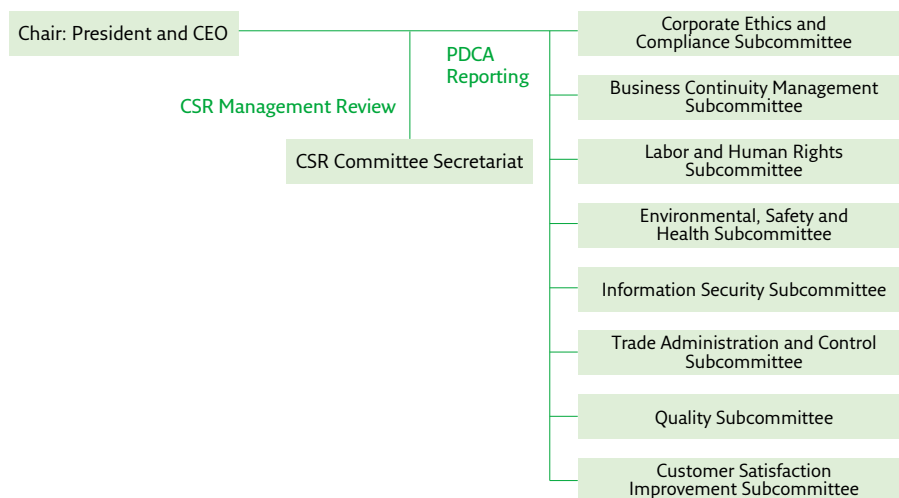 Chair: President and CEO
PDCA
Reporting
CSR Management Review
CSR Committee Secretariat
Corporate Ethics and
Compliance Subcommittee
Business Continuity Management
Subcommittee
Labor and Human Rights
Subcommittee
Environmental, Safety and
Health Subcommittee
Information Security Subcommittee
Trade Administration and Control
Subcommittee
Quality Subcommittee
Customer Satisfaction
Improvement Subcommittee